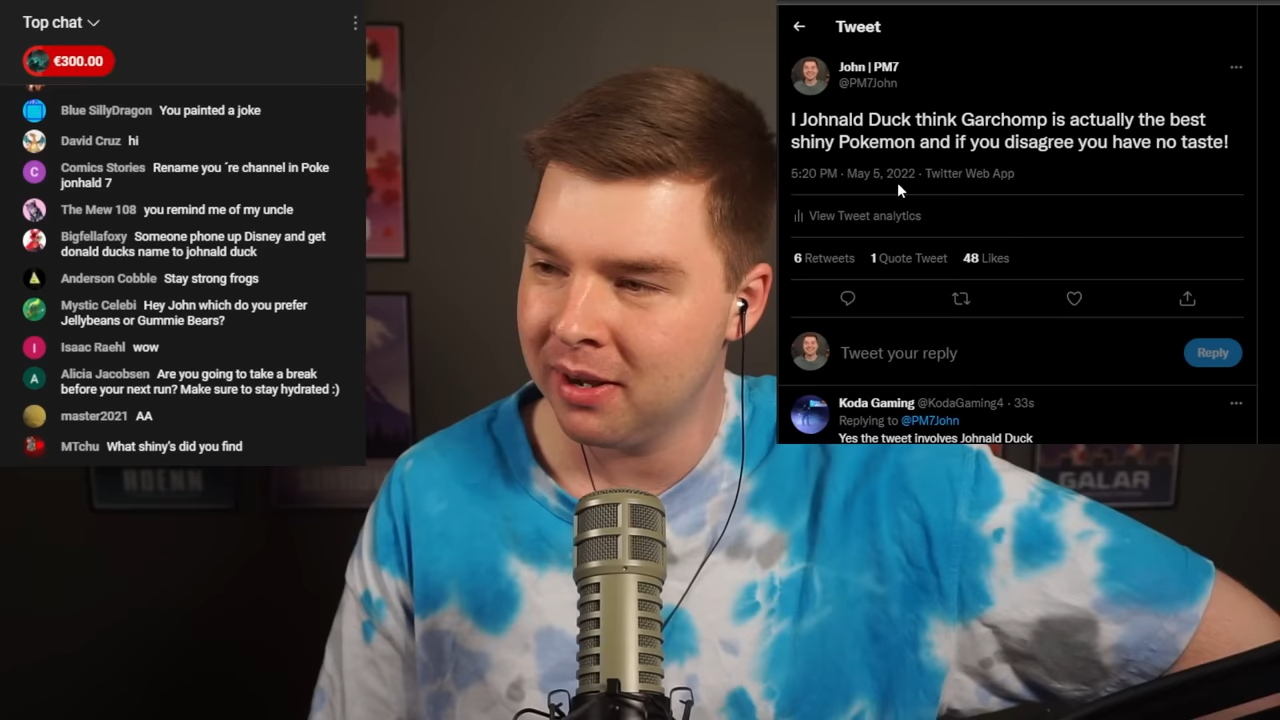 Top chat
€300.00
Blue SillyDragon You painted a joke
David Cruz hi
C
Comics Stories Rename you ´re channel in Poke
jonhald 7
The Mew 108 you remind me of my uncle
Bigfellafoxy Someone phone up Disney and get
donald ducks name to johnald duck
Anderson Cobble Stay strong frogs
Mystic Celebi Hey John which do you prefer
Jellybeans or Gummie Bears?
I
Isaac Raehl wow
A
Alicia Jacobsen Are you going to take a break
before your next run? Make sure to stay hydrated :)
master2021 AA
MTchu What shiny's did you find
Tweet
John | PM7
@PM7John
I Johnald Duck think Garchomp is actually the best
shiny Pokemon and if you disagree you have no taste!
5:20 PM · May 5, 2022 · Twitter Web App
View Tweet analytics
6 Retweets 1 Quote Tweet 48 Likes
Tweet your reply
Reply
Koda Gaming @KodaGaming4 · 33s
Replying to @PM7John
Yes the tweet involves Johnald Duck
HOENN
GALAR